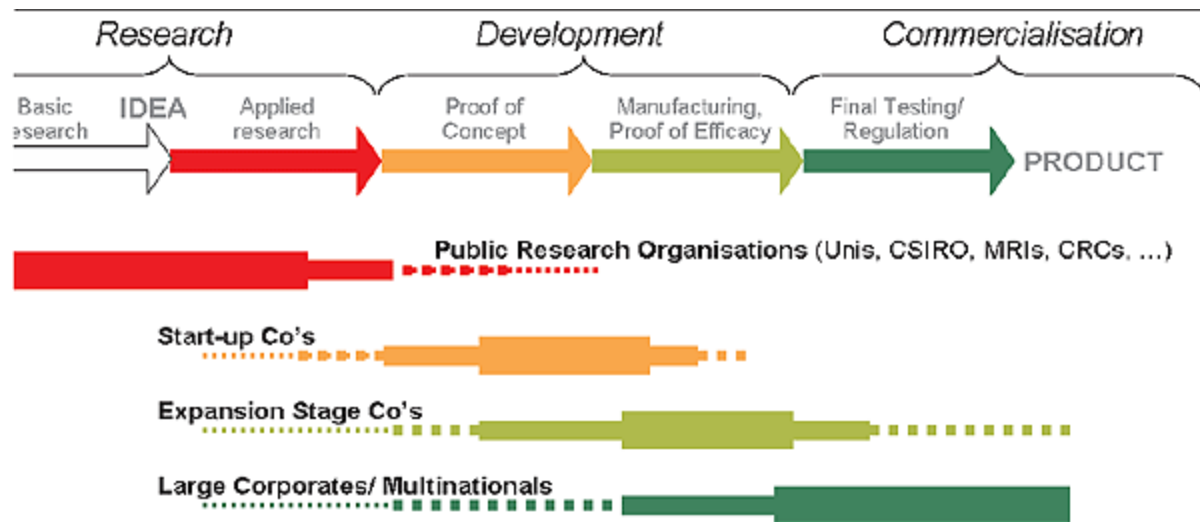 Research
Development
Commercialisation
Basic
esearch
IDEA
Applied
research
Proof of
Concept
Manufacturing,
Proof of Efficacy
Final Testing/
Regulation
PRODUCT
Public Research Organisations (Unis, CSIRO, MRIs, CRCs, ...)
Start-up Co's
Expansion Stage Co's
Large Corporates/ Multinationals